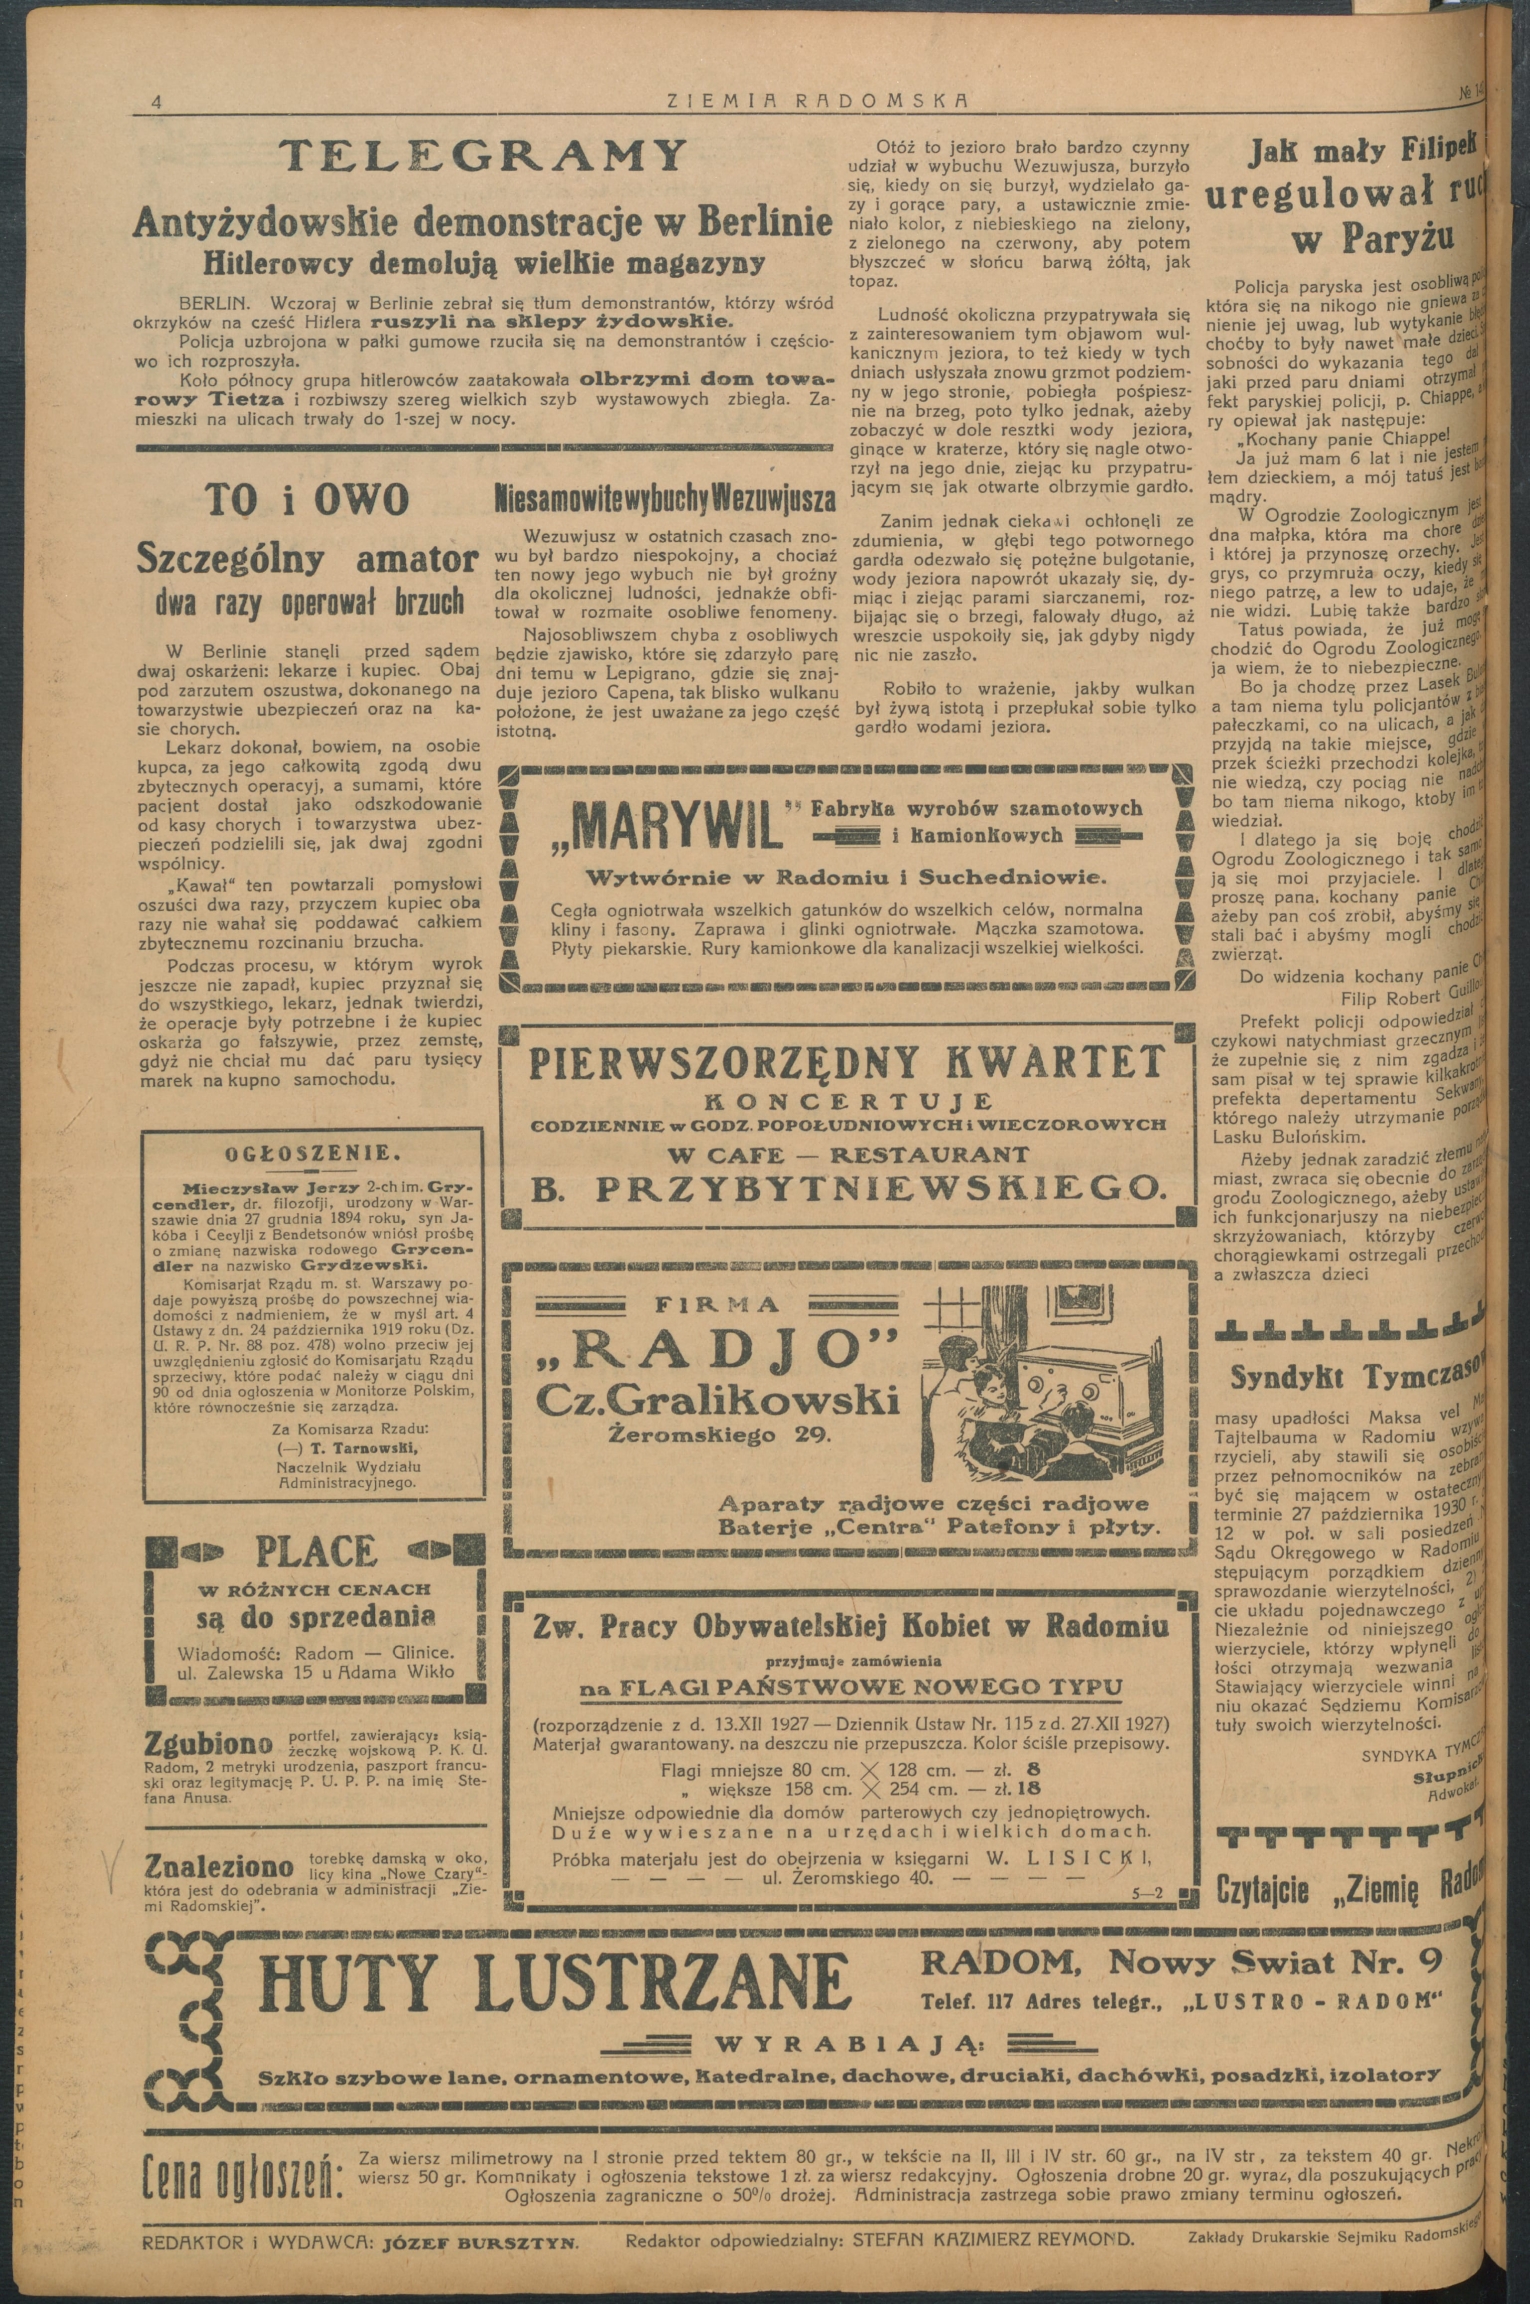 4
ZIEMIA RADOMSKA
№ 14
TELEGRAMY
Antyżydowskie demonstracje w Berlinie
Hitlerowcy demolują wielkie magazyny
BERLIN. Wczoraj w Berlinie zebrał się tłum demonstrantów, którzy wśród
okrzyków na cześć Hitlera ruszyli na sklepy żydowskie.
Policja uzbrojona w pałki gumowe rzuciła się na demonstrantów i częścio-
wo ich rozproszyła.
Koło północy grupa hitlerowców zaatakowała olbrzymi dom towa-
rowy Tietza i rozbiwszy szereg wielkich szyb wystawowych zbiegła. Za-
mieszki na ulicach trwały do 1-szej w nocy.
TO i OWO
Szczególny amator
dwa razy operował brzuch
W Berlinie stanęli przed sądem
dwaj oskarżeni: lekarze i kupiec. Obaj
pod zarzutem oszustwa, dokonanego na
towarzystwie ubezpieczeń oraz na ka-
sie chorych.
Lekarz dokonał, bowiem, na osobie
kupca, za jego całkowitą zgodą dwu
zbytecznych operacyj, a sumami, które
pacjent dostał jako odszkodowanie
od kasy chorych i towarzystwa ubez-
pieczeń podzielili się, jak dwaj zgodni
wspólnicy.
„Kawał“ ten powtarzali pomysłowi
oszuści dwa razy, przyczem kupiec oba
razy nie wahał się poddawać całkiem
zbytecznemu rozcinaniu brzucha.
Podczas procesu, w którym wyrok
jeszcze nie zapadł, kupiec przyznał się
do wszystkiego, lekarz, jednak twierdzi,
że operacje były potrzebne i że kupiec
oskarża go fałszywie, przez zemstę,
gdyż nie chciał mu dać paru tysięcy
marek na kupno samochodu.
OGŁOSZENIE.
Mieczysław Jerzy 2-ch im. Gry-
cendler, dr. filozofji, urodzony w War-
szawie dnia 27 grudnia 1894 roku, syn Ja-
kóba i Cecylji z Bendetsonów wniósł prośbę
o zmianę nazwiska rodowego Grycen-
dler na nazwisko Grydzewski.
Komisarjat Rządu m. st. Warszawy po-
daje powyższą prośbę do powszechnej wia-
domości z nadmieniem, że w myśl art. 4
Ustawy z dn. 24 października 1919 roku (Dz.
U. R. P. Nr. 88 poz. 478) wolno przeciw jej
uwzględnieniu zgłosić do Komisarjatu Rządu
sprzeciwy, które podać należy w ciągu dni
90 od dnia ogłoszenia w Monitorze Polskim,
które równocześnie się zarządza.
Za Komisarza Rzadu:
(—) T. Tarnowski,
Naczelnik Wydziału
Administracyjnego.
PLACE
W RÓŻNYCH CENACH
są do sprzedania
Wiadomość: Radom — Glinice.
ul. Zalewska 15 u Adama Wikło
Zgubiono portfel, zawierający: ksią-
żeczkę wojskową P. K. U.
Radom, 2 metryki urodzenia, paszport francu-
ski oraz legitymację P. U. P. P. na imię Ste-
fana Anusa.
Znaleziono torebkę damską w oko,
licy kina „Nowe Czary“-
która jest do odebrania w administracji „Zie-
mi Radomskiej”.
Niesamowite wybuchy Wezuwjusza
Wezuwjusz w ostatnich czasach zno-
wu był bardzo niespokojny, a chociaż
ten nowy jego wybuch nie był groźny
dla okolicznej ludności, jednakże obfi-
tował w rozmaite osobliwe fenomeny.
Najosobliwszem chyba z osobliwych
będzie zjawisko, które się zdarzyło parę
dni temu w Lepigrano, gdzie się znaj-
duje jezioro Capena, tak blisko wulkanu
położone, że jest uważane za jego część
istotną.
Otóż to jezioro brało bardzo czynny
udział w wybuchu Wezuwjusza, burzyło
się, kiedy on się burzył, wydzielało ga-
zy i gorące pary, a ustawicznie zmie-
niało kolor, z niebieskiego na zielony,
z zielonego na czerwony, aby potem
błyszczeć w słońcu barwą żółtą, jak
topaz.
Ludność okoliczna przypatrywała się
z zainteresowaniem tym objawom wul-
kanicznym jeziora, to też kiedy w tych
dniach usłyszała znowu grzmot podziem-
ny w jego stronie, pobiegła pośpiesz-
nie na brzeg, poto tylko jednak, ażeby
zobaczyć w dole resztki wody jeziora,
ginące w kraterze, który się nagle otwo-
rzył na jego dnie, ziejąc ku przypatru-
jącym się jak otwarte olbrzymie gardło.
Zanim jednak ciekawi ochłonęli ze
zdumienia, w głębi tego potwornego
gardła odezwało się potężne bulgotanie,
wody jeziora napowrót ukazały się, dy-
miąc i ziejąc parami siarczanemi, roz-
bijając się o brzegi, falowały długo, aż
wreszcie uspokoiły się, jak gdyby nigdy
nic nie zaszło.
Robiło to wrażenie, jakby wulkan
był żywą istotą i przepłukał sobie tylko
gardło wodami jeziora.
„MARYWIL” Fabryka wyrobów szamotowych
i kamionkowych
Wytwórnie w Radomiu i Suchedniowie.
Cegła ogniotrwała wszelkich gatunków do wszelkich celów, normalna
kliny i fasony. Zaprawa i glinki ogniotrwałe. Mączka szamotowa.
Płyty piekarskie. Rury kamionkowe dla kanalizacji wszelkiej wielkości.
PIERWSZORZĘDNY KWARTET
KONCERTUJE
CODZIENNIE w GODZ. POPOŁUDNIOWYCH i WIECZOROWYCH
W CAFE — RESTAURANT
B. PRZYBYTNIEWSKIEGO.
FIRMA
„RADJO”
Cz. Gralikowski
Żeromskiego 29.
Aparaty radjowe części radjowe
Baterje „Centra“ Patefony i płyty.
Zw. Pracy Obywatelskiej Kobiet w Radomiu
przyjmuje zamówienia
na FLAGI PAŃSTWOWE NOWEGO TYPU
(rozporządzenie z d. 13.XII 1927 — Dziennik Ustaw Nr. 115 z d. 27.XII 1927)
Materjał gwarantowany. na deszczu nie przepuszcza. Kolor ściśle przepisowy.
Flagi mniejsze 80 cm. X 128 cm. — zł. 8
„ większe 158 cm. X 254 cm. — zł. 18
Mniejsze odpowiednie dla domów parterowych czy jednopiętrowych.
Duże wywieszane na urzędach i wielkich domach.
Próbka materjału jest do obejrzenia w księgarni W. LISICKI,
— — — — ul. Żeromskiego 40. — — — —
5—2
Jak mały Filipek
uregulował
w Paryżu
Policja paryska jest osobliwą
która się na nikogo nie gniewa za
nienie jej uwag, lub wytykanie
choćby to były nawet małe dzieci.
sobności do wykazania tego dał
jaki przed paru dniami otrzymał
fekt paryskiej policji, p. Chiappe,
ry opiewał jak następuje:
„Kochany panie Chiappe!
Ja już mam 6 lat i nie jestem
łem dzieckiem, a mój tatuś jest
mądry.
W Ogrodzie Zoologicznym jest
dna małpka, która ma chore
i której ja przynoszę orzechy. Jest
grys, co przymruża oczy, kiedy się
niego patrzę, a lew to udaje, że
nie widzi. Lubię także bardzo
Tatuś powiada, że już mogę
chodzić do Ogrodu Zoologicznego,
ja wiem, że to niebezpieczne.
Bo ja chodzę przez Lasek
a tam niema tylu policjantów z
pałeczkami, co na ulicach, a jak
przyjdą na takie miejsce, gdzie
przek ścieżki przechodzi kolejka,
nie wiedzą, czy pociąg nie
bo tam niema nikogo, ktoby im
wiedział.
I dlatego ja się boję chodzić
Ogrodu Zoologicznego i tak samo
ją się moi przyjaciele. I
proszę pana, kochany panie
ażeby pan coś zrobił, abyśmy się
stali bać i abyśmy mogli
zwierząt.
Do widzenia kochany panie
Filip Robert
Prefekt policji odpowiedział
czykowi natychmiast grzecznym
że zupełnie się z nim zgadza i
sam pisał w tej sprawie
prefekta depertamentu Sekwany,
którego należy utrzymanie
Lasku Bulońskim.
Ażeby jednak zaradzić złemu
miast, zwraca się obecnie do
grodu Zoologicznego, ażeby
ich funkcjonarjuszy na
skrzyżowaniach, którzyby
chorągiewkami ostrzegali
a zwłaszcza dzieci
Syndykt
masy upadłości Maksa vel
Tajtelbauma w Radomiu
rzycieli, aby stawili się
przez pełnomocników na
być się mającem w
terminie 27 października 1930 r.
12 w poł. w sali posiedzeń
Sądu Okręgowego w Radomiu
stępującym porządkiem
sprawozdanie wierzytelności, 2)
cie układu pojednawczego z
Niezależnie od niniejszego
wierzyciele, którzy wpłynęli do
łości otrzymają wezwania
Stawiający wierzyciele winni na
niu okazać Sędziemu
tuły swoich wierzytelności.
SYNDYKA
Adwokat.
Czytajcie „Ziemię
HUTY LUSTRZANE
RADOM, Nowy Swiat Nr. 9
Telef. 117 Adres telegr., „LUSTRO - RADOM“
WYRABIAJĄ:
Szkło szybowe lane, ornamentowe, katedralne, dachowe, druciaki, dachówki, posadzki, izolatory
Cena ogłoszeń:
Za wiersz milimetrowy na I stronie przed tektem 80 gr., w tekście na II, III i IV str. 60 gr., na IV str, za tekstem 40 gr.
wiersz 50 gr. Komnnikaty i ogłoszenia tekstowe 1 zł. za wiersz redakcyjny. Ogłoszenia drobne 20 gr. wyraz, dla poszukujących
Ogłoszenia zagraniczne o 50% drożej. Administracja zastrzega sobie prawo zmiany terminu ogłoszeń.
REDAKTOR i WYDAWCA: JÓZEF BURSZTYN.
Redaktor odpowiedzialny: STEFAN KAZIMIERZ REYMOND.
Zakłady Drukarskie Sejmiku Radomskiego